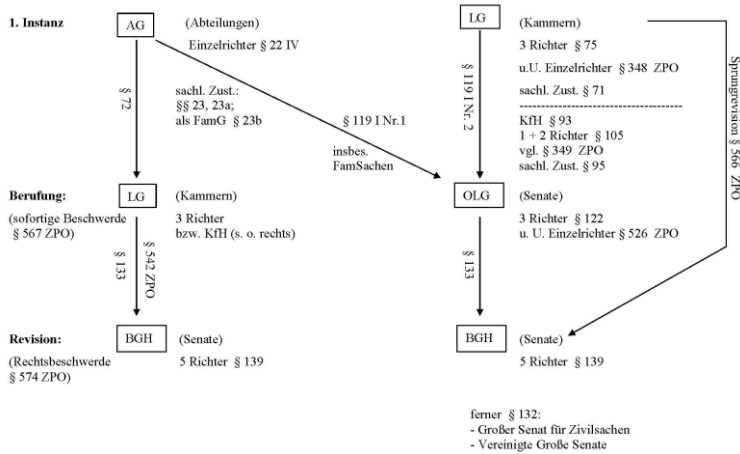 1. Instanz
AG
(Abteilungen)
Einzelrichter § 22 IV
§ 72
sachl. Zust.:
§§ 23, 23a;
als FamG § 23b
§ 119 I Nr.1
insbes.
FamSachen
LG
(Kammern)
3 Richter § 75
u.U. Einzelrichter § 348 ZPO
sachl. Zust. § 71
§ 119 I Nr. 2
KfH § 93
1 + 2 Richter § 105
vgl. § 349 ZPO
sachl. Zust. § 95
Sprungrevision § 566 ZPO
Berufung:
(sofortige Beschwerde
§ 567 ZPO)
LG
(Kammern)
3 Richter
bzw. KfH (s. o. rechts)
OLG
(Senate)
3 Richter § 122
u. U. Einzelrichter § 526 ZPO
§ 133
§ 542 ZPO
§ 133
Revision:
(Rechtsbeschwerde
§ 574 ZPO)
BGH
(Senate)
5 Richter § 139
BGH
(Senate)
5 Richter § 139
ferner § 132:
- Großer Senat für Zivilsachen
- Vereinigte Große Senate